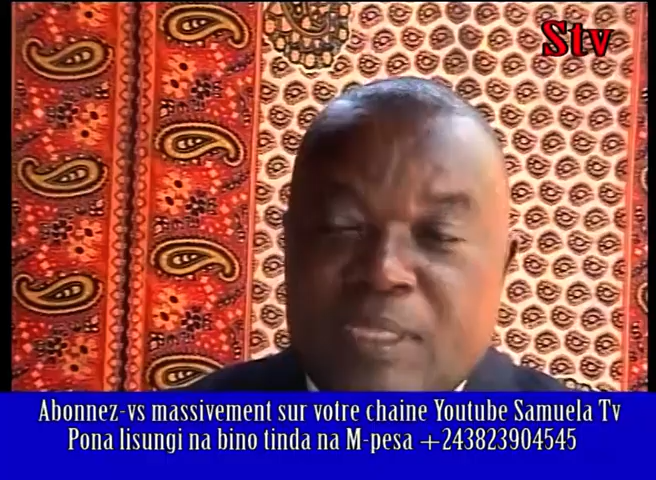 Stv
Abonnez-vs massivement sur votre chaine Youtube Samuela Tv
Pona lisungi na bino tinda na M-pesa +243823904545